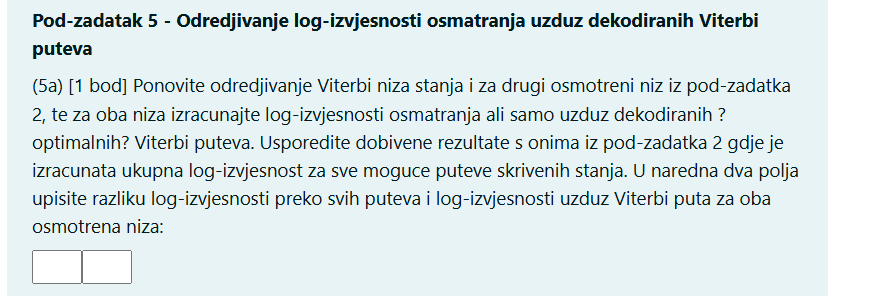 Pod-zadatak 5 - Odredjivanje log-izvjesnosti osmatranja uzduz dekodiranih Viterbi
puteva
(5a) [1 bod] Ponovite odredjivanje Viterbi niza stanja i za drugi osmotreni niz iz pod-zadatka
2, te za oba niza izracunajte log-izvjesnosti osmatranja ali samo uzduz dekodiranih ?
optimalnih? Viterbi puteva. Usporedite dobivene rezultate s onima iz pod-zadatka 2 gdje je
izracunata ukupna log-izvjesnost za sve moguce puteve skrivenih stanja. U naredna dva polja
upisite razliku log-izvjesnosti preko svih puteva i log-izvjesnosti uzduz Viterbi puta za oba
osmotrena niza: